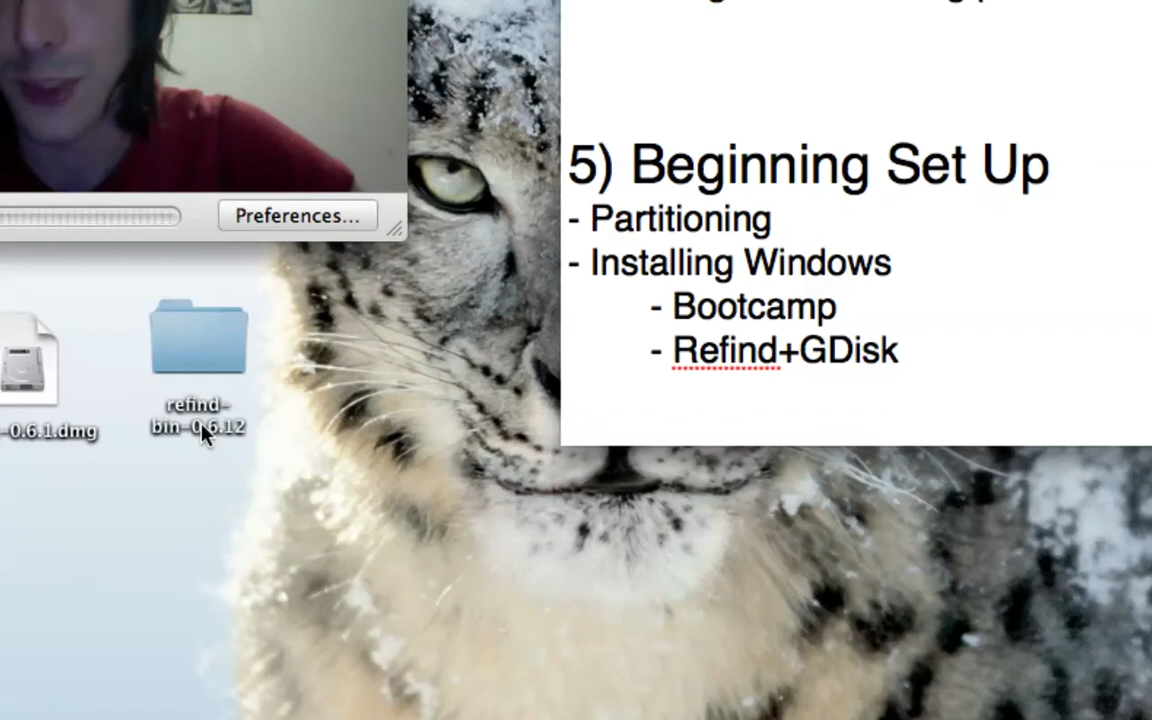 5) Beginning Set Up
- Partitioning
- Installing Windows
- Bootcamp
- Refind+GDisk
Preferences...
-0.6.1.dmg
refind-
bin-0.6.12